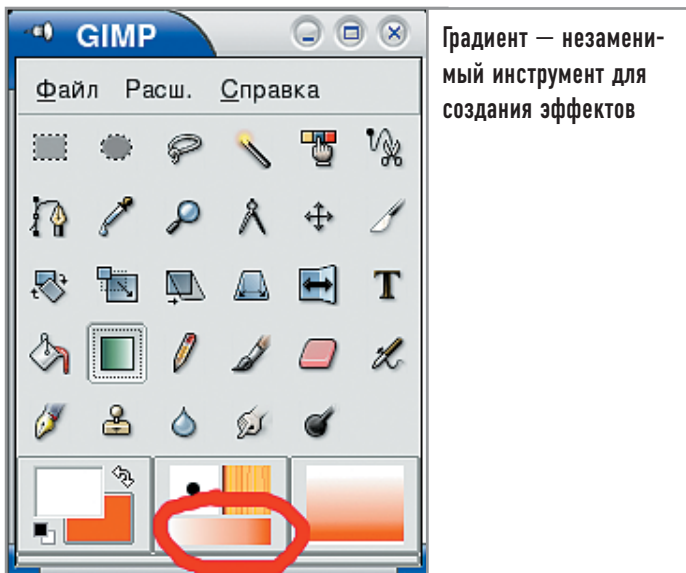 GIMP
Файл Расш. Справка
Градиент — незамени-
мый инструмент для
создания эффектов